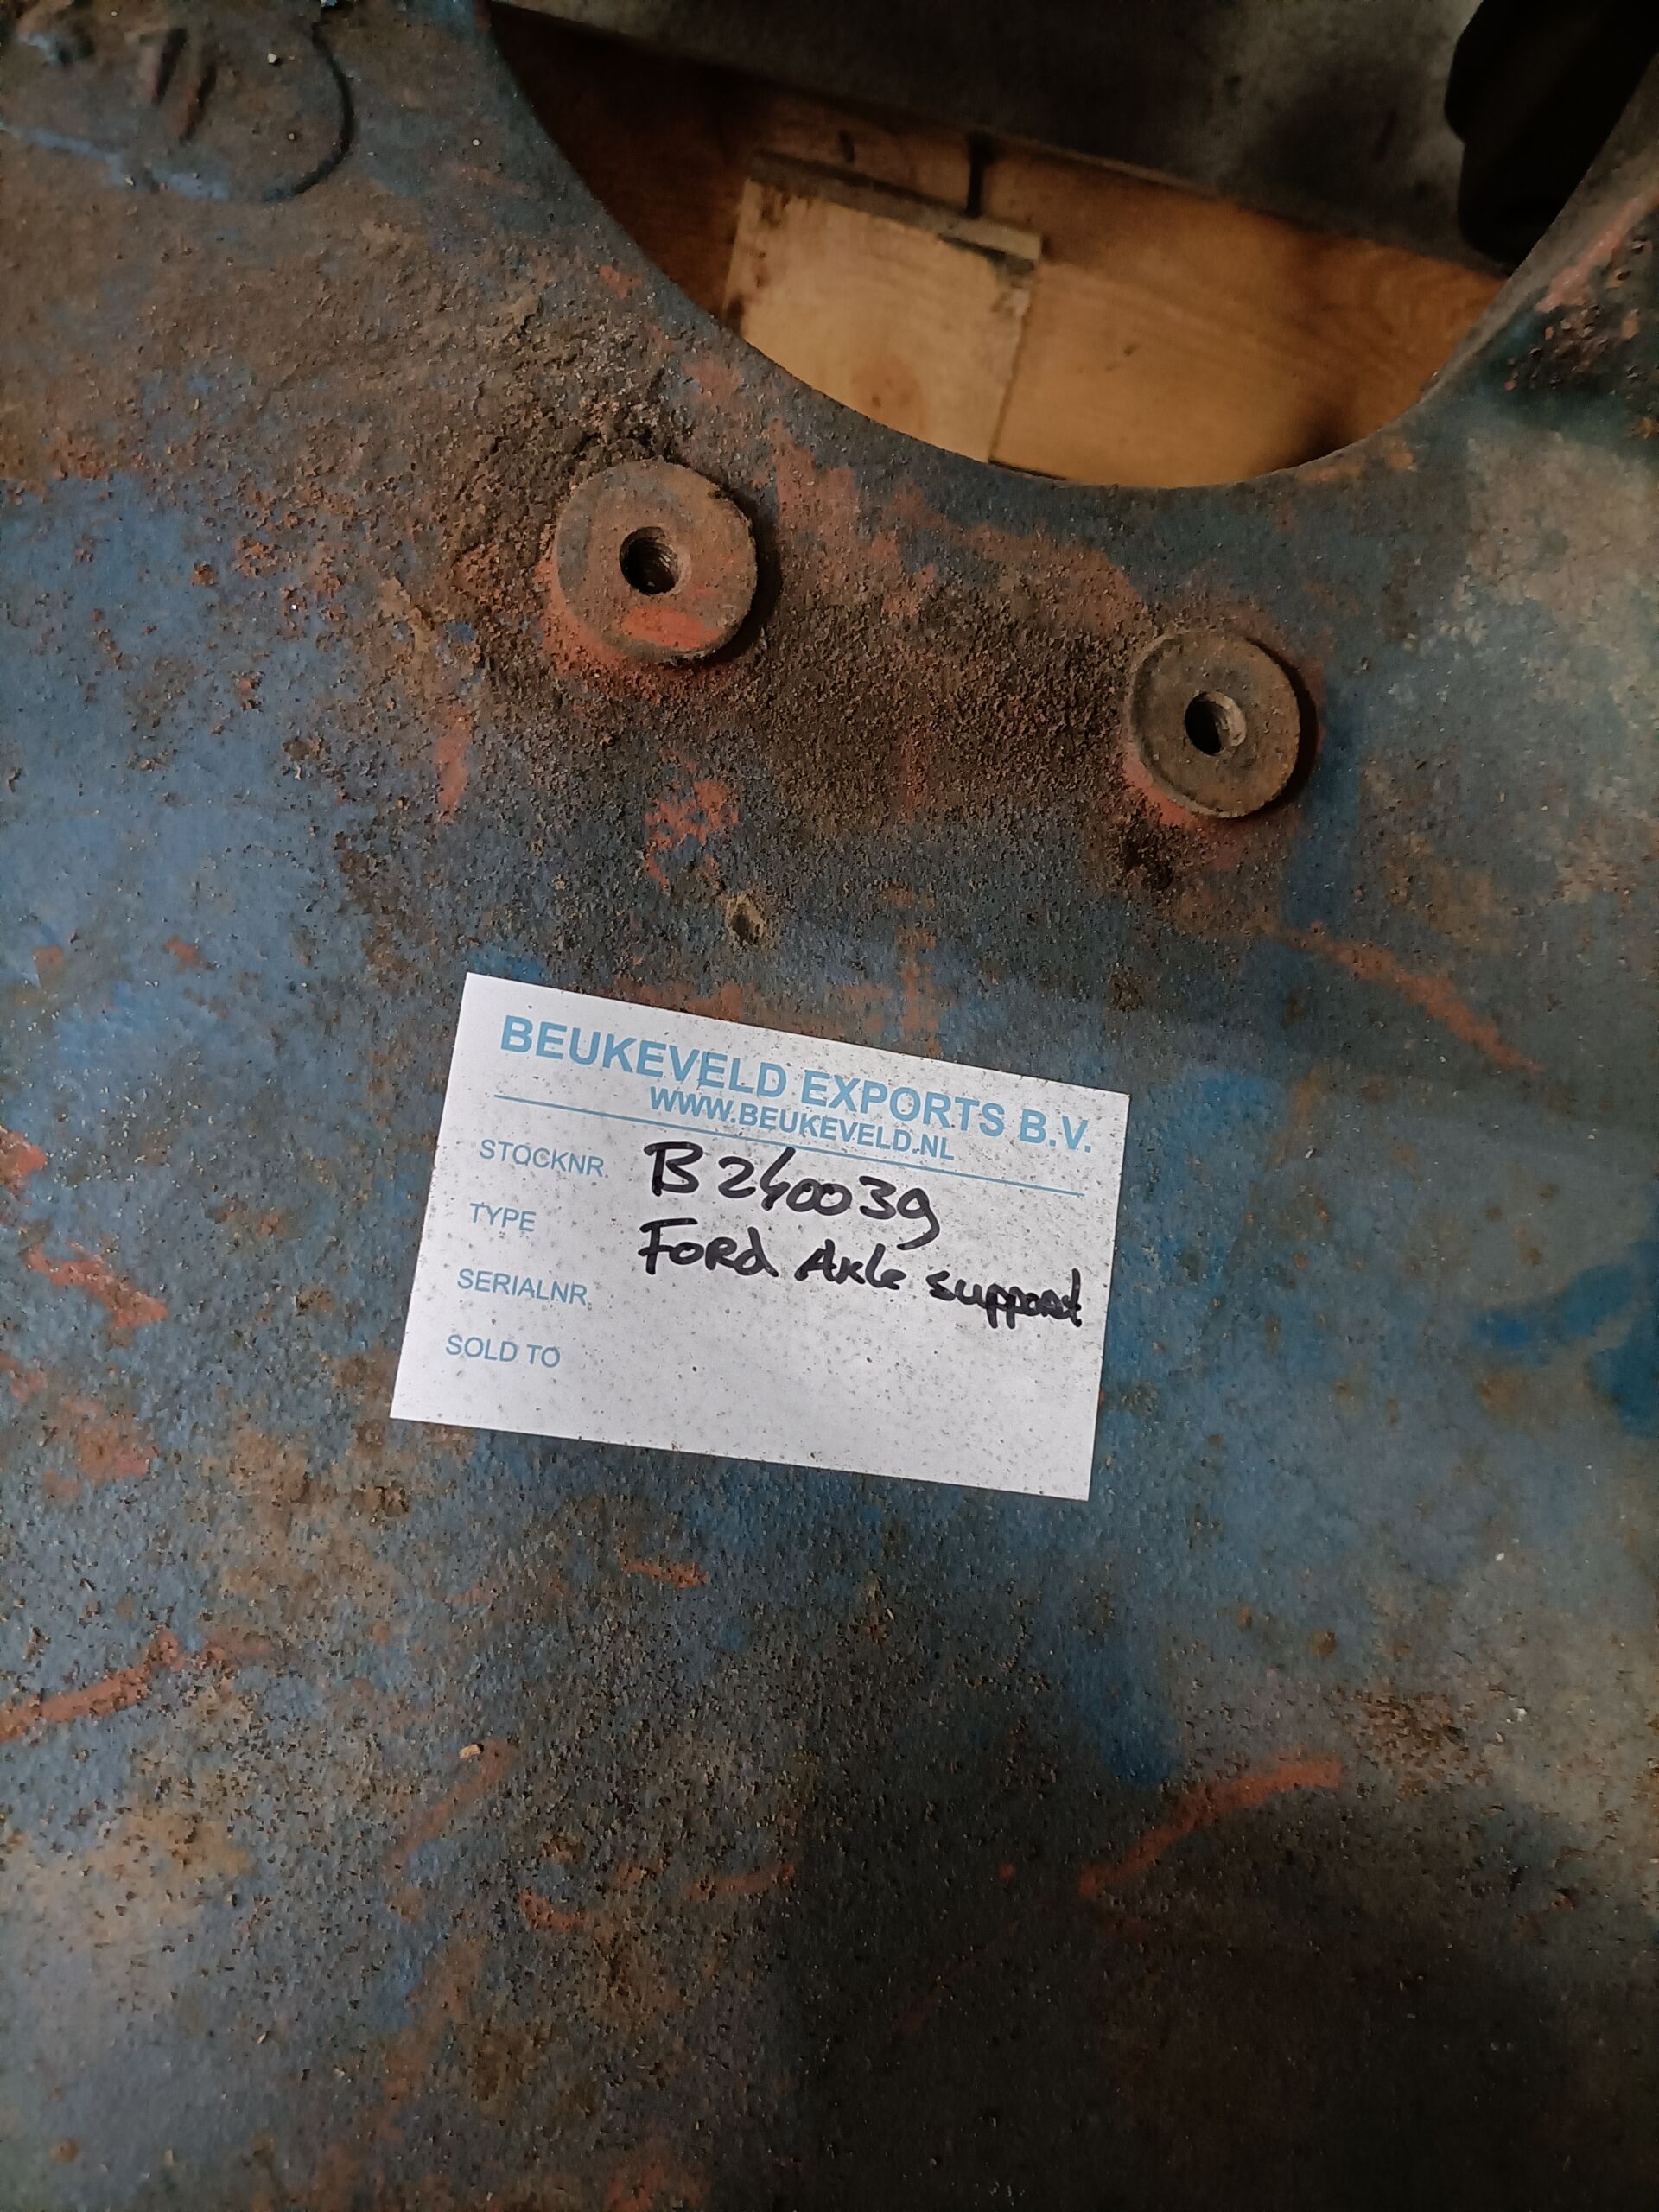 BEUKEVELD EXPORTS B.V.
WWW.BEUKEVELD.NL
STOCKNR. B240039
TYPE Ford Axle support
SERIALNR.
SOLD TO